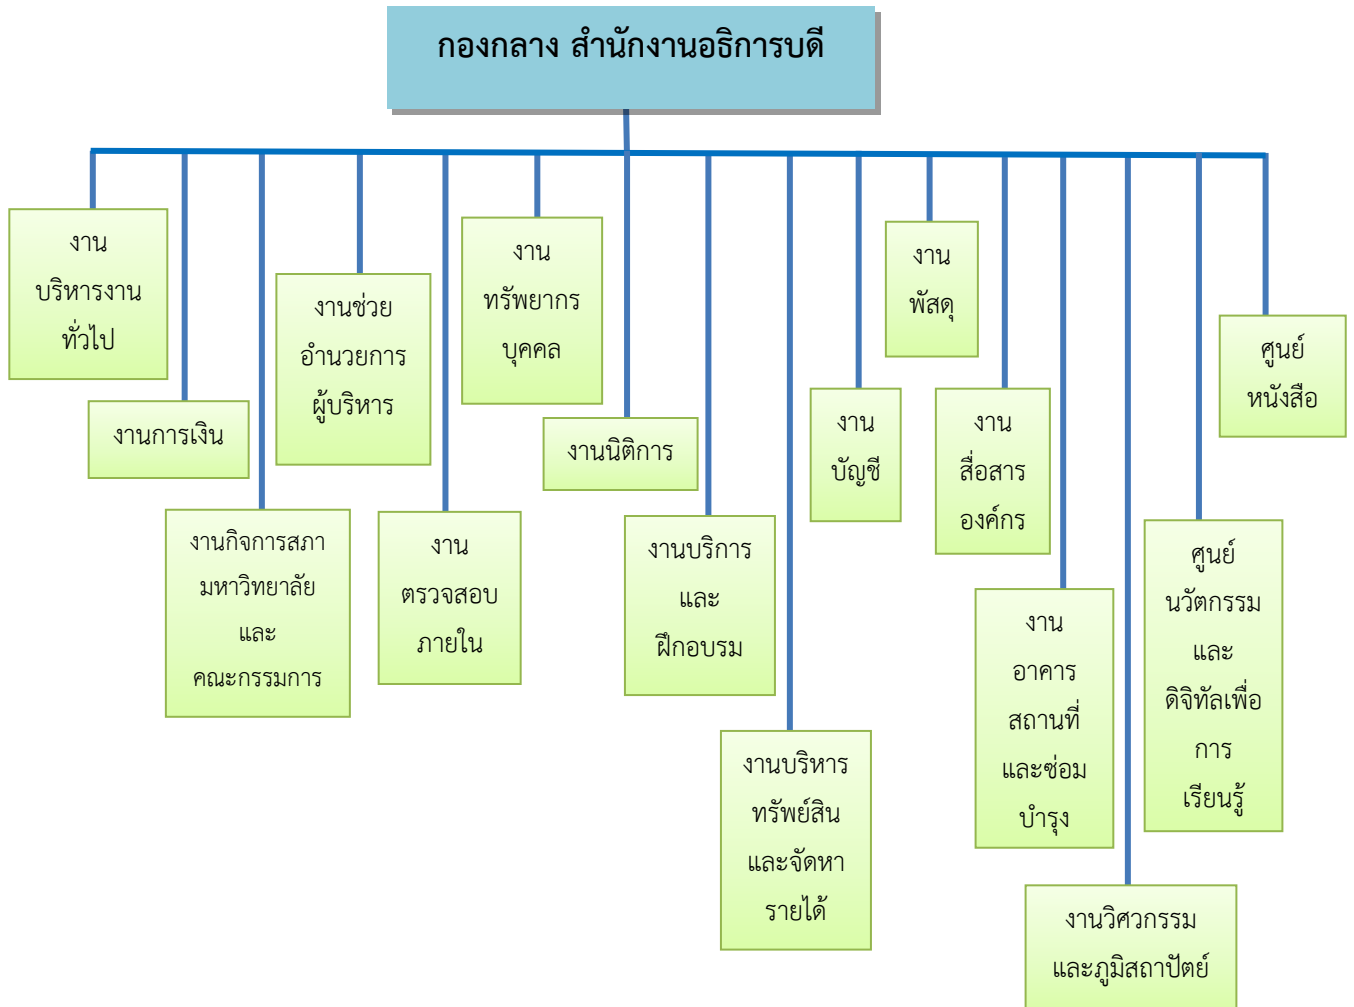 กองกลาง สำนักงานอธิการบดี
งาน
บริหารงาน
ทั่วไป
งานการเงิน
งานกิจการสภา
มหาวิทยาลัย
และ
คณะกรรมการ
งานช่วย
อำนวยการ
ผู้บริหาร
งาน
ตรวจสอบ
ภายใน
งาน
ทรัพยากร
บุคคล
งานนิติการ
งานบริการ
และ
ฝึกอบรม
งานบริหาร
ทรัพย์สิน
และจัดหา
รายได้
งาน
บัญชี
งาน
พัสดุ
งาน
สื่อสาร
องค์กร
งาน
อาคาร
สถานที่
และซ่อม
บำรุง
งานวิศวกรรม
และภูมิสถาปัตย์
ศูนย์
นวัตกรรม
และ
ดิจิทัลเพื่อ
การ
เรียนรู้
ศูนย์
หนังสือ